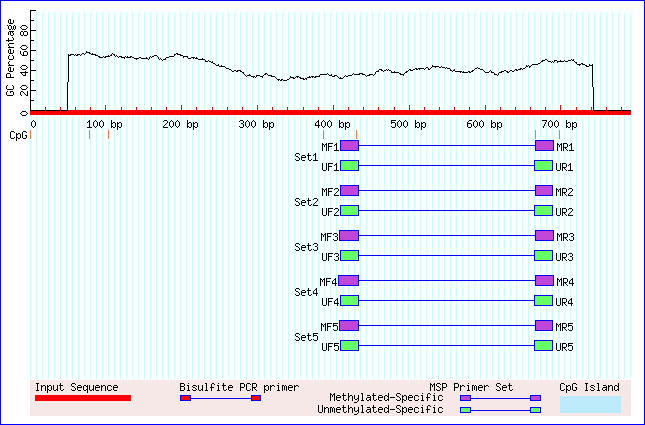 GC Percentage
0 20 40 60 80
0 100 bp 200 bp 300 bp 400 bp 500 bp 600 bp 700 bp
CpG
MF1 MR1
Set1
UF1 UR1
MF2 MR2
Set2
UF2 UR2
MF3 MR3
Set3
UF3 UR3
MF4 MR4
Set4
UF4 UR4
MF5 MR5
Set5
UF5 UR5
Input Sequence Bisulfite PCR primer MSP Primer Set CpG Island
Methylated-Specific
Unmethylated-Specific